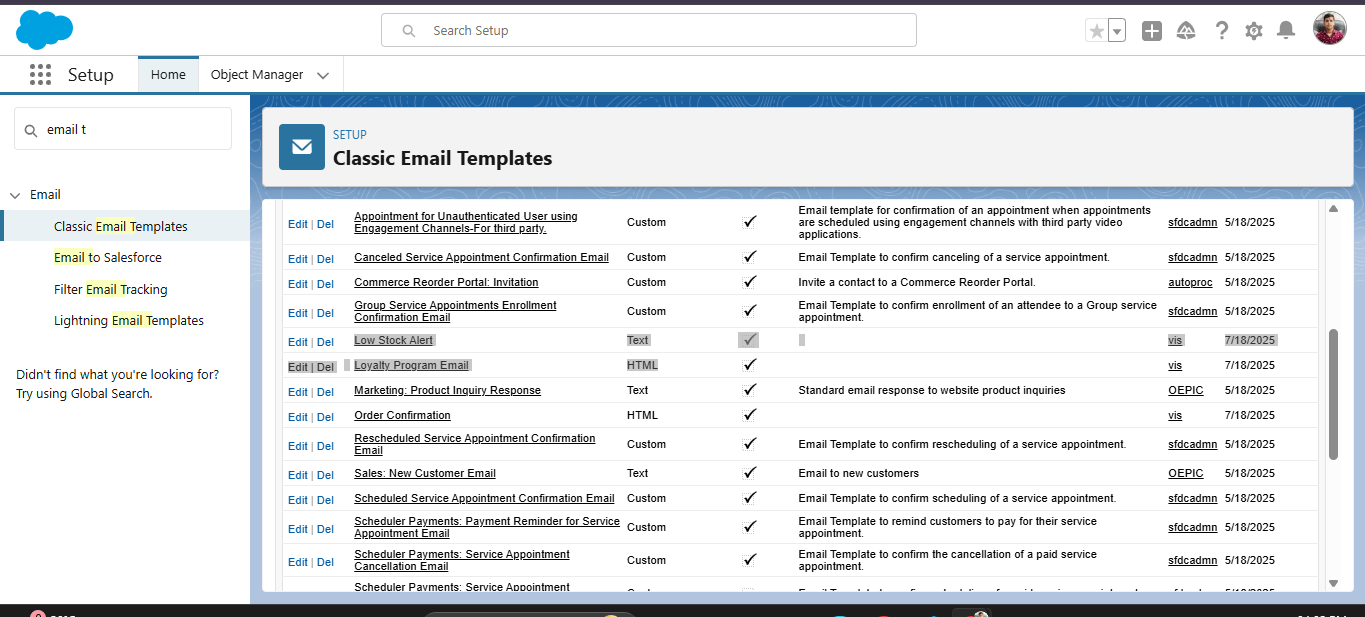 Search Setup
Setup
Home
Object Manager
email t
Email
Classic Email Templates
Email to Salesforce
Filter Email Tracking
Lightning Email Templates
Didn't find what you're looking for?
Try using Global Search.
SETUP
Classic Email Templates
Edit | Del Appointment for Unauthenticated User using Engagement Channels-For third party. Custom Email template for confirmation of an appointment when appointments are scheduled using engagement channels with third party video applications. sfdcadmn 5/18/2025
Edit | Del Canceled Service Appointment Confirmation Email Custom Email Template to confirm canceling of a service appointment. sfdcadmn 5/18/2025
Edit | Del Commerce Reorder Portal: Invitation Custom Invite a contact to a Commerce Reorder Portal. autoproc 5/18/2025
Edit | Del Group Service Appointments Enrollment Confirmation Email Custom Email Template to confirm enrollment of an attendee to a Group service appointment. sfdcadmn 5/18/2025
Edit | Del Low Stock Alert Text vis 7/18/2025
Edit | Del Loyalty Program Email HTML vis 7/18/2025
Edit | Del Marketing: Product Inquiry Response Text Standard email response to website product inquiries OEPIC 5/18/2025
Edit | Del Order Confirmation HTML vis 7/18/2025
Edit | Del Rescheduled Service Appointment Confirmation Email Custom Email Template to confirm rescheduling of a service appointment. sfdcadmn 5/18/2025
Edit | Del Sales: New Customer Email Text Email to new customers OEPIC 5/18/2025
Edit | Del Scheduled Service Appointment Confirmation Email Custom Email Template to confirm scheduling of a service appointment. sfdcadmn 5/18/2025
Edit | Del Scheduler Payments: Payment Reminder for Service Appointment Email Custom Email Template to remind customers to pay for their service appointment. sfdcadmn 5/18/2025
Edit | Del Scheduler Payments: Service Appointment Cancellation Email Custom Email Template to confirm the cancellation of a paid service appointment. sfdcadmn 5/18/2025
Scheduler Payments: Service Appointment